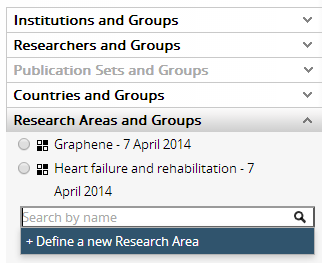 Institutions and Groups
Researchers and Groups
Publication Sets and Groups
Countries and Groups
Research Areas and Groups
Graphene - 7 April 2014
Heart failure and rehabilitation - 7
April 2014
Search by name
+ Define a new Research Area